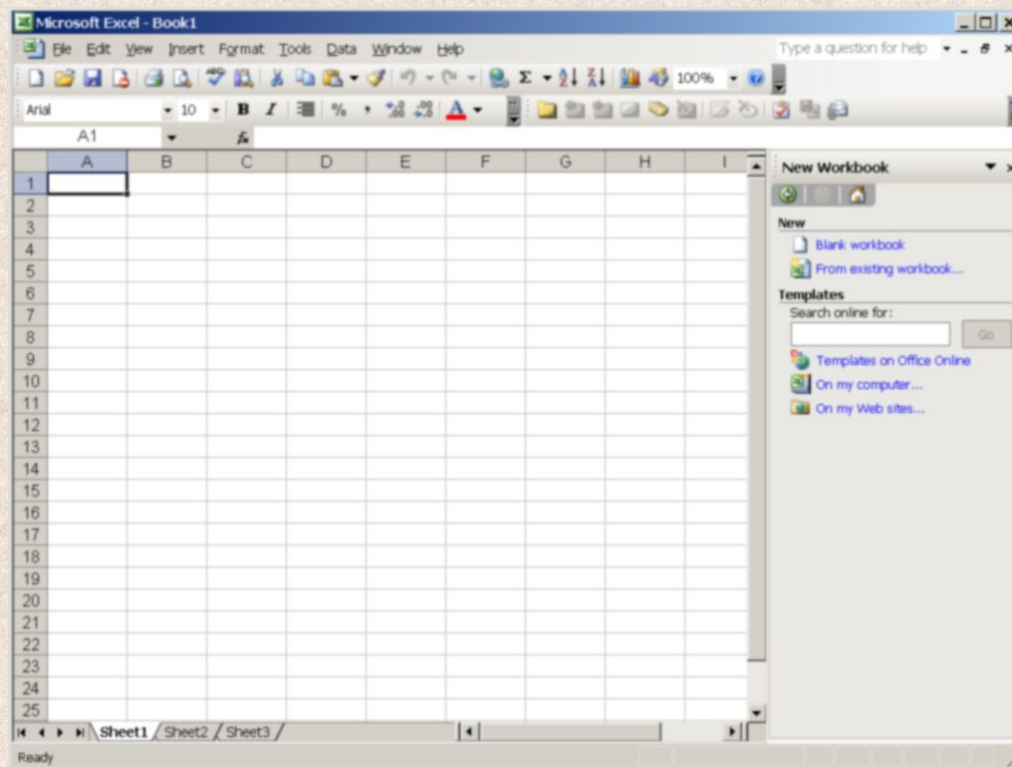 Microsoft Excel - Book1
File Edit View Insert Format Tools Data Window Help Type a question for help
Σ 100%
Arial 10 B I % , A
A1 fx
A B C D E F G H I
1
2
3
4
5
6
7
8
9
10
11
12
13
14
15
16
17
18
19
20
21
22
23
24
25
Sheet1 Sheet2 Sheet3
Ready
New Workbook
New
Blank workbook
From existing workbook...
Templates
Search online for:
Go
Templates on Office Online
On my computer...
On my Web sites...